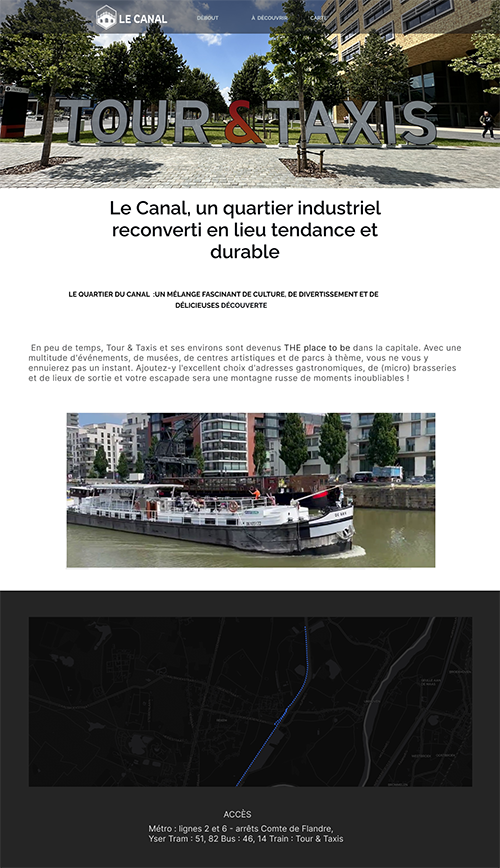 LE CANAL
DÉBOUT
À DÉCOUVRIR
CARTE
TOUR & TAXIS
Le Canal, un quartier industriel
reconverti en lieu tendance et
durable
LE QUARTIER DU CANAL :UN MÉLANGE FASCINANT DE CULTURE, DE DIVERTISSEMENT ET DE
DÉLICIEUSES DÉCOUVERTE
En peu de temps, Tour & Taxis et ses environs sont devenus THE place to be dans la capitale. Avec une
multitude d'événements, de musées, de centres artistiques et de parcs à thème, vous ne vous y
ennuierez pas un instant. Ajoutez-y l'excellent choix d'adresses gastronomiques, de (micro) brasseries
et de lieux de sortie et votre escapade sera une montagne russe de moments inoubliables !
ACCÈS
Métro : lignes 2 et 6 - arrêts Comte de Flandre,
Yser Tram : 51, 82 Bus : 46, 14 Train : Tour & Taxis